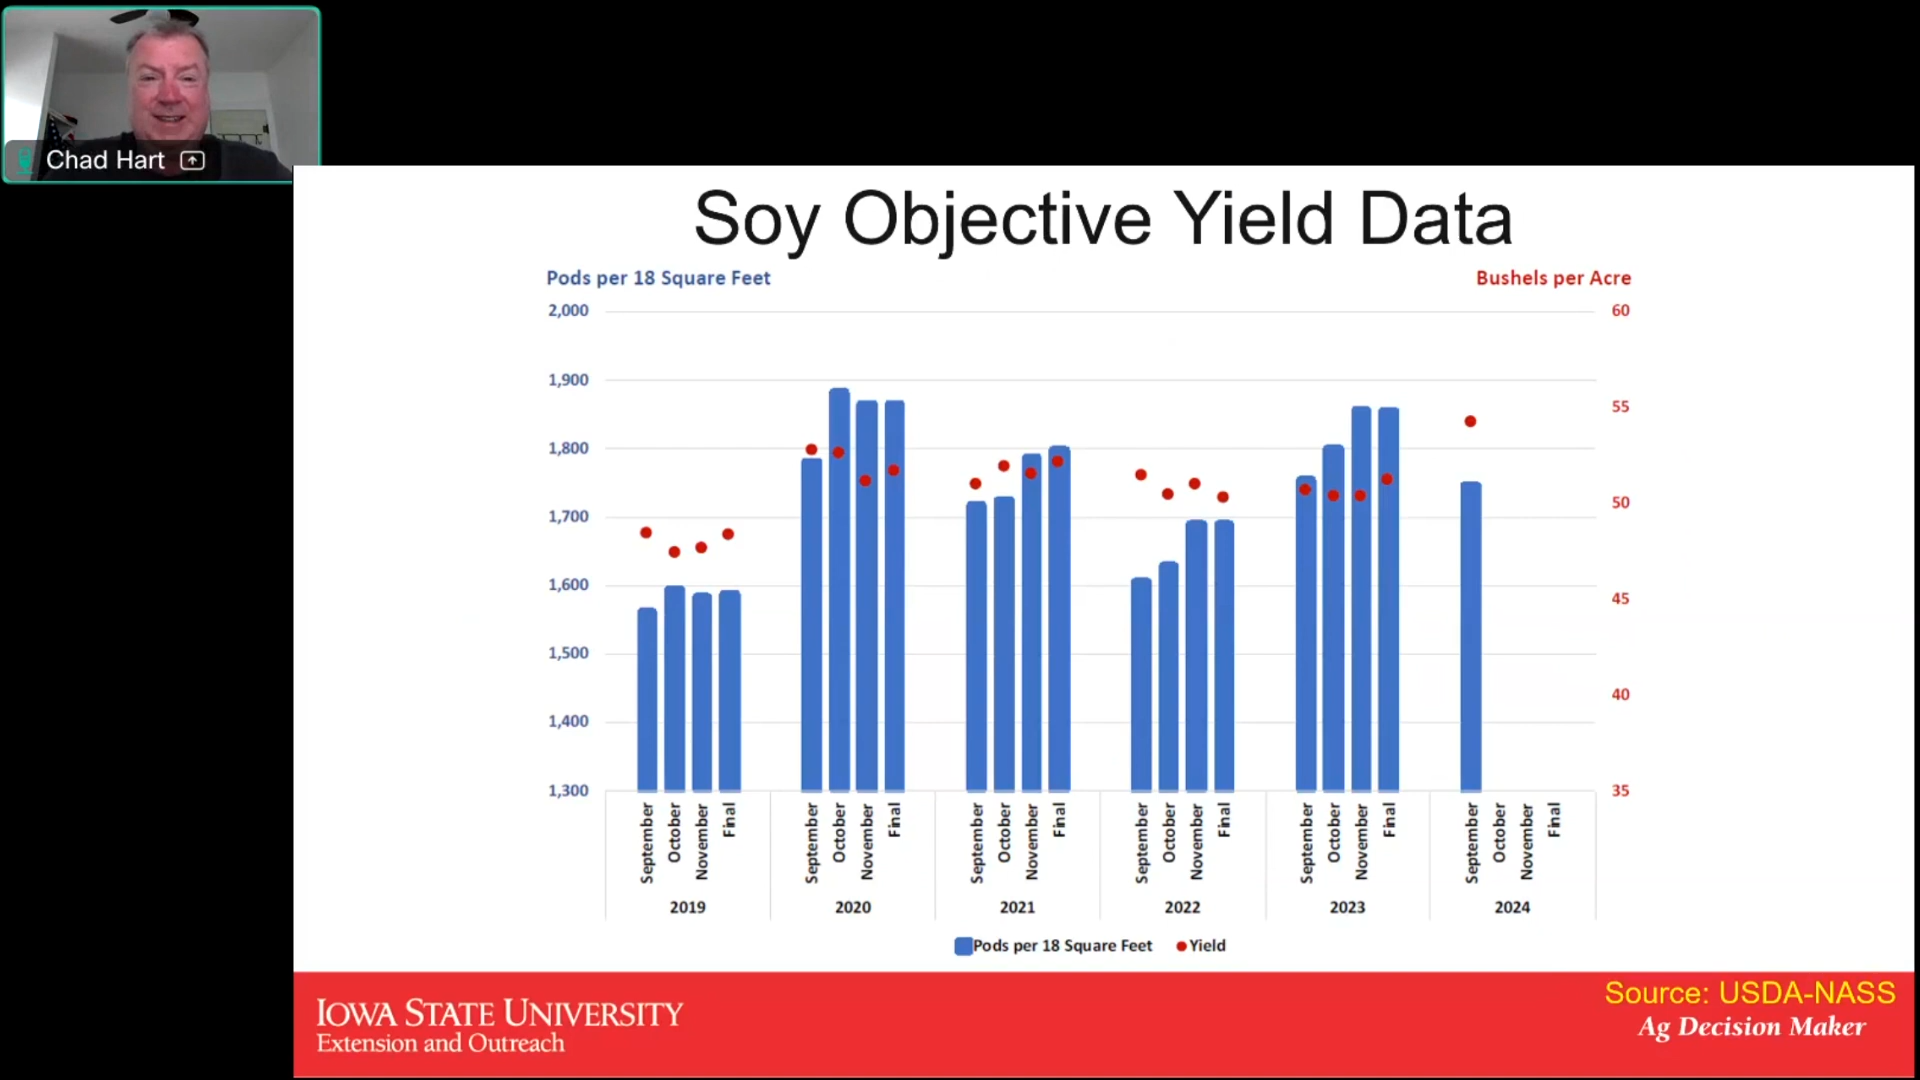 Chad Hart
Soy Objective Yield Data
Pods per 18 Square Feet
Bushels per Acre
2,000
1,900
1,800
1,700
1,600
1,500
1,400
1,300
60
55
50
45
40
35
September October November Final
September October November Final
September October November Final
September October November Final
September October November Final
September October November Final
2019 2020 2021 2022 2023 2024
Pods per 18 Square Feet Yield
IOWA STATE UNIVERSITY
Extension and Outreach
Source: USDA-NASS
Ag Decision Maker